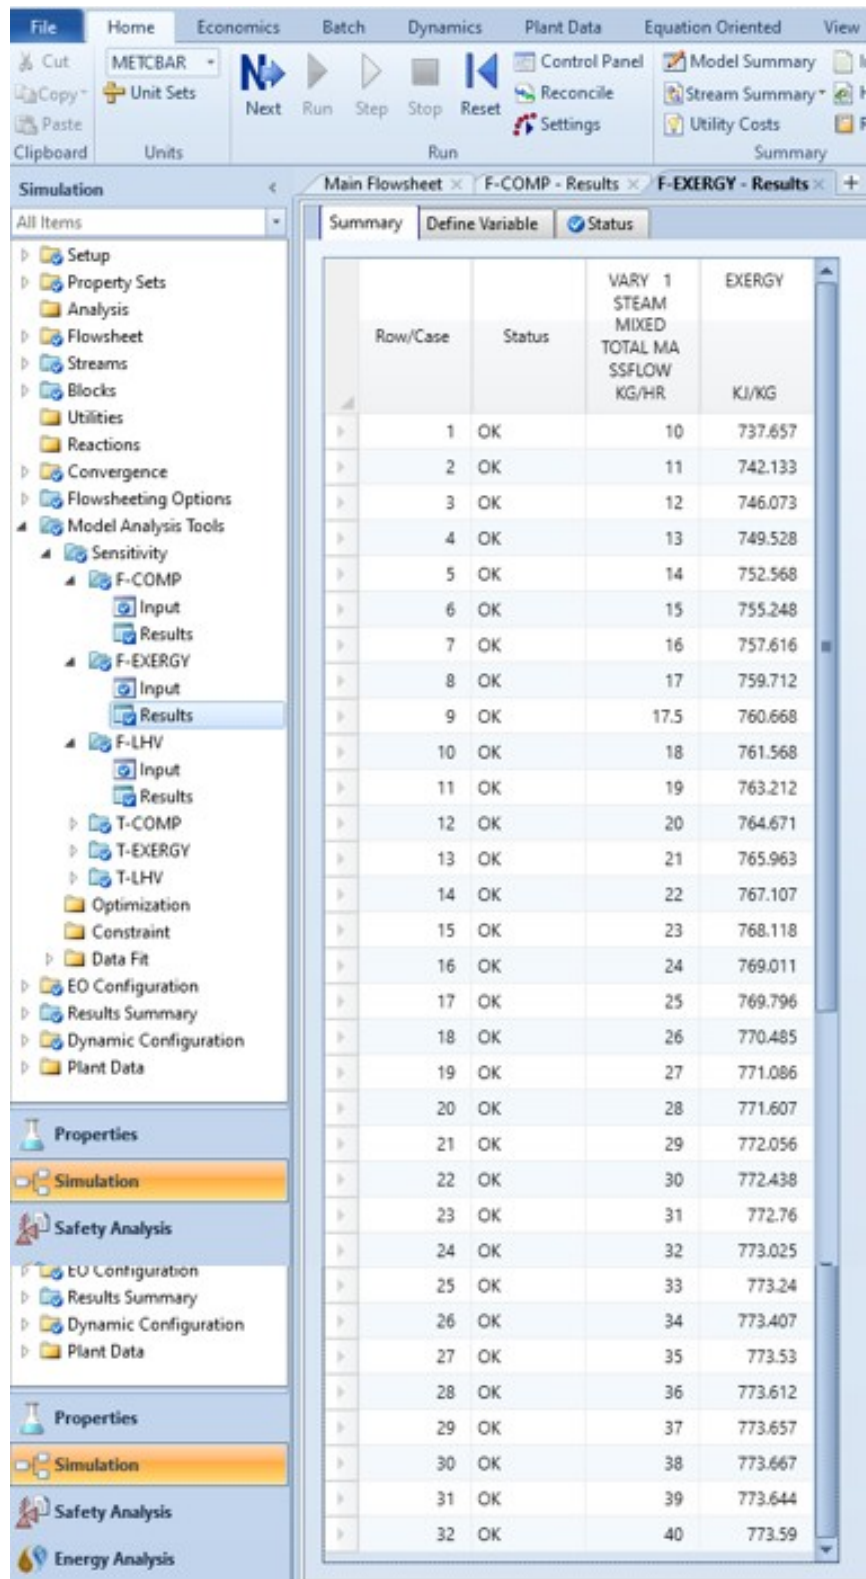 File Home Economics Batch Dynamics Plant Data Equation Oriented View
Cut METCBAR Control Panel Model Summary
Copy Unit Sets Next Run Step Stop Reset Reconcile Stream Summary
Paste Settings Utility Costs
Clipboard Units Run Summary
Simulation Main Flowsheet F-COMP - Results F-EXERGY - Results +
All Items Summary Define Variable Status
Setup
Property Sets
Analysis
Flowsheet
Streams
Blocks
Utilities
Reactions
Convergence
Flowsheeting Options
Model Analysis Tools
Sensitivity
F-COMP
Input
Results
F-EXERGY
Input
Results
F-LHV
Input
Results
T-COMP
T-EXERGY
T-LHV
Optimization
Constraint
Data Fit
EO Configuration
Results Summary
Dynamic Configuration
Plant Data
Properties
Simulation
Safety Analysis
EO Configuration
Results Summary
Dynamic Configuration
Plant Data
Properties
Simulation
Safety Analysis
Energy Analysis
VARY 1 EXERGY
STEAM
MIXED
Row/Case Status TOTAL MA
SSFLOW
KG/HR KJ/KG
1 OK 10 737.657
2 OK 11 742.133
3 OK 12 746.073
4 OK 13 749.528
5 OK 14 752.568
6 OK 15 755.248
7 OK 16 757.616
8 OK 17 759.712
9 OK 17.5 760.668
10 OK 18 761.568
11 OK 19 763.212
12 OK 20 764.671
13 OK 21 765.963
14 OK 22 767.107
15 OK 23 768.118
16 OK 24 769.011
17 OK 25 769.796
18 OK 26 770.485
19 OK 27 771.086
20 OK 28 771.607
21 OK 29 772.056
22 OK 30 772.438
23 OK 31 772.76
24 OK 32 773.025
25 OK 33 773.24
26 OK 34 773.407
27 OK 35 773.53
28 OK 36 773.612
29 OK 37 773.657
30 OK 38 773.667
31 OK 39 773.644
32 OK 40 773.59